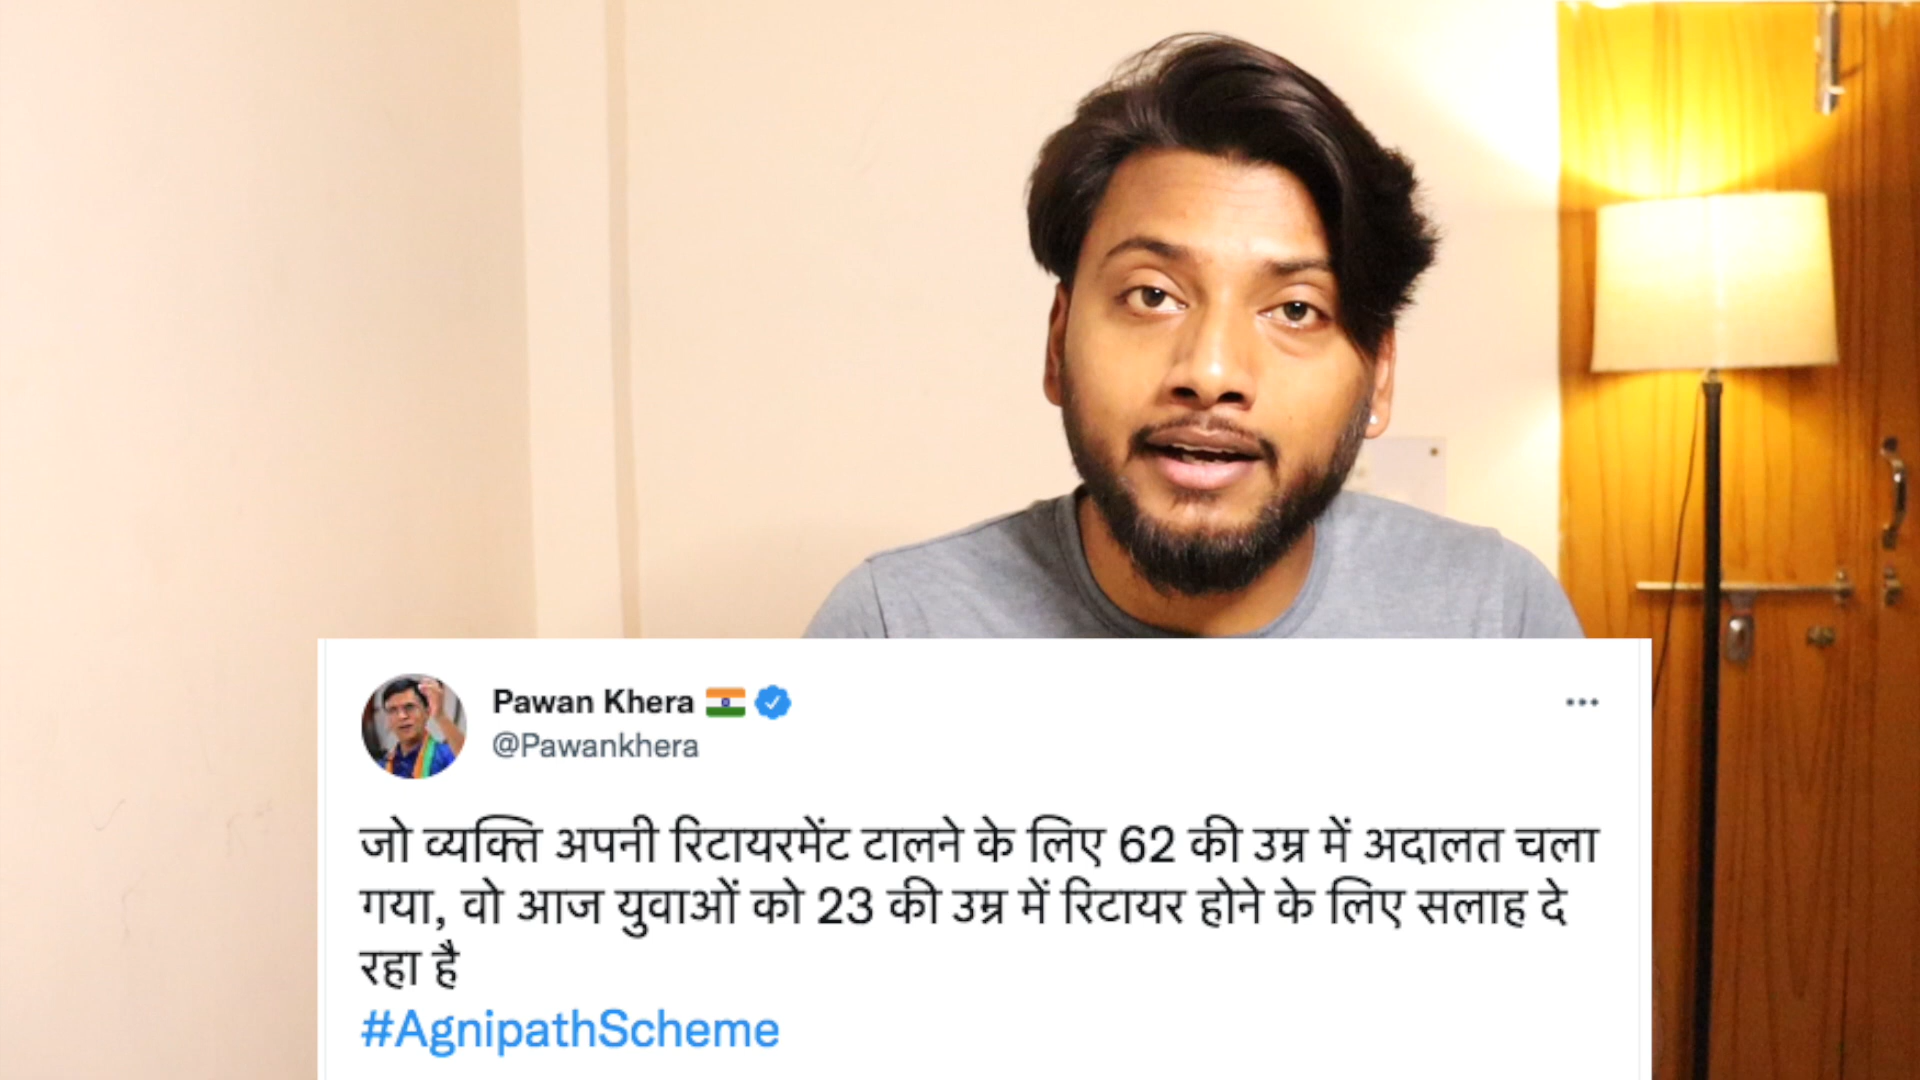 Pawan Khera
@Pawankhera
जो व्यक्ति अपनी रिटायरमेंट टालने के लिए 62 की उम्र में अदालत चला
गया, वो आज युवाओं को 23 की उम्र में रिटायर होने के लिए सलाह दे
रहा है
#AgnipathScheme